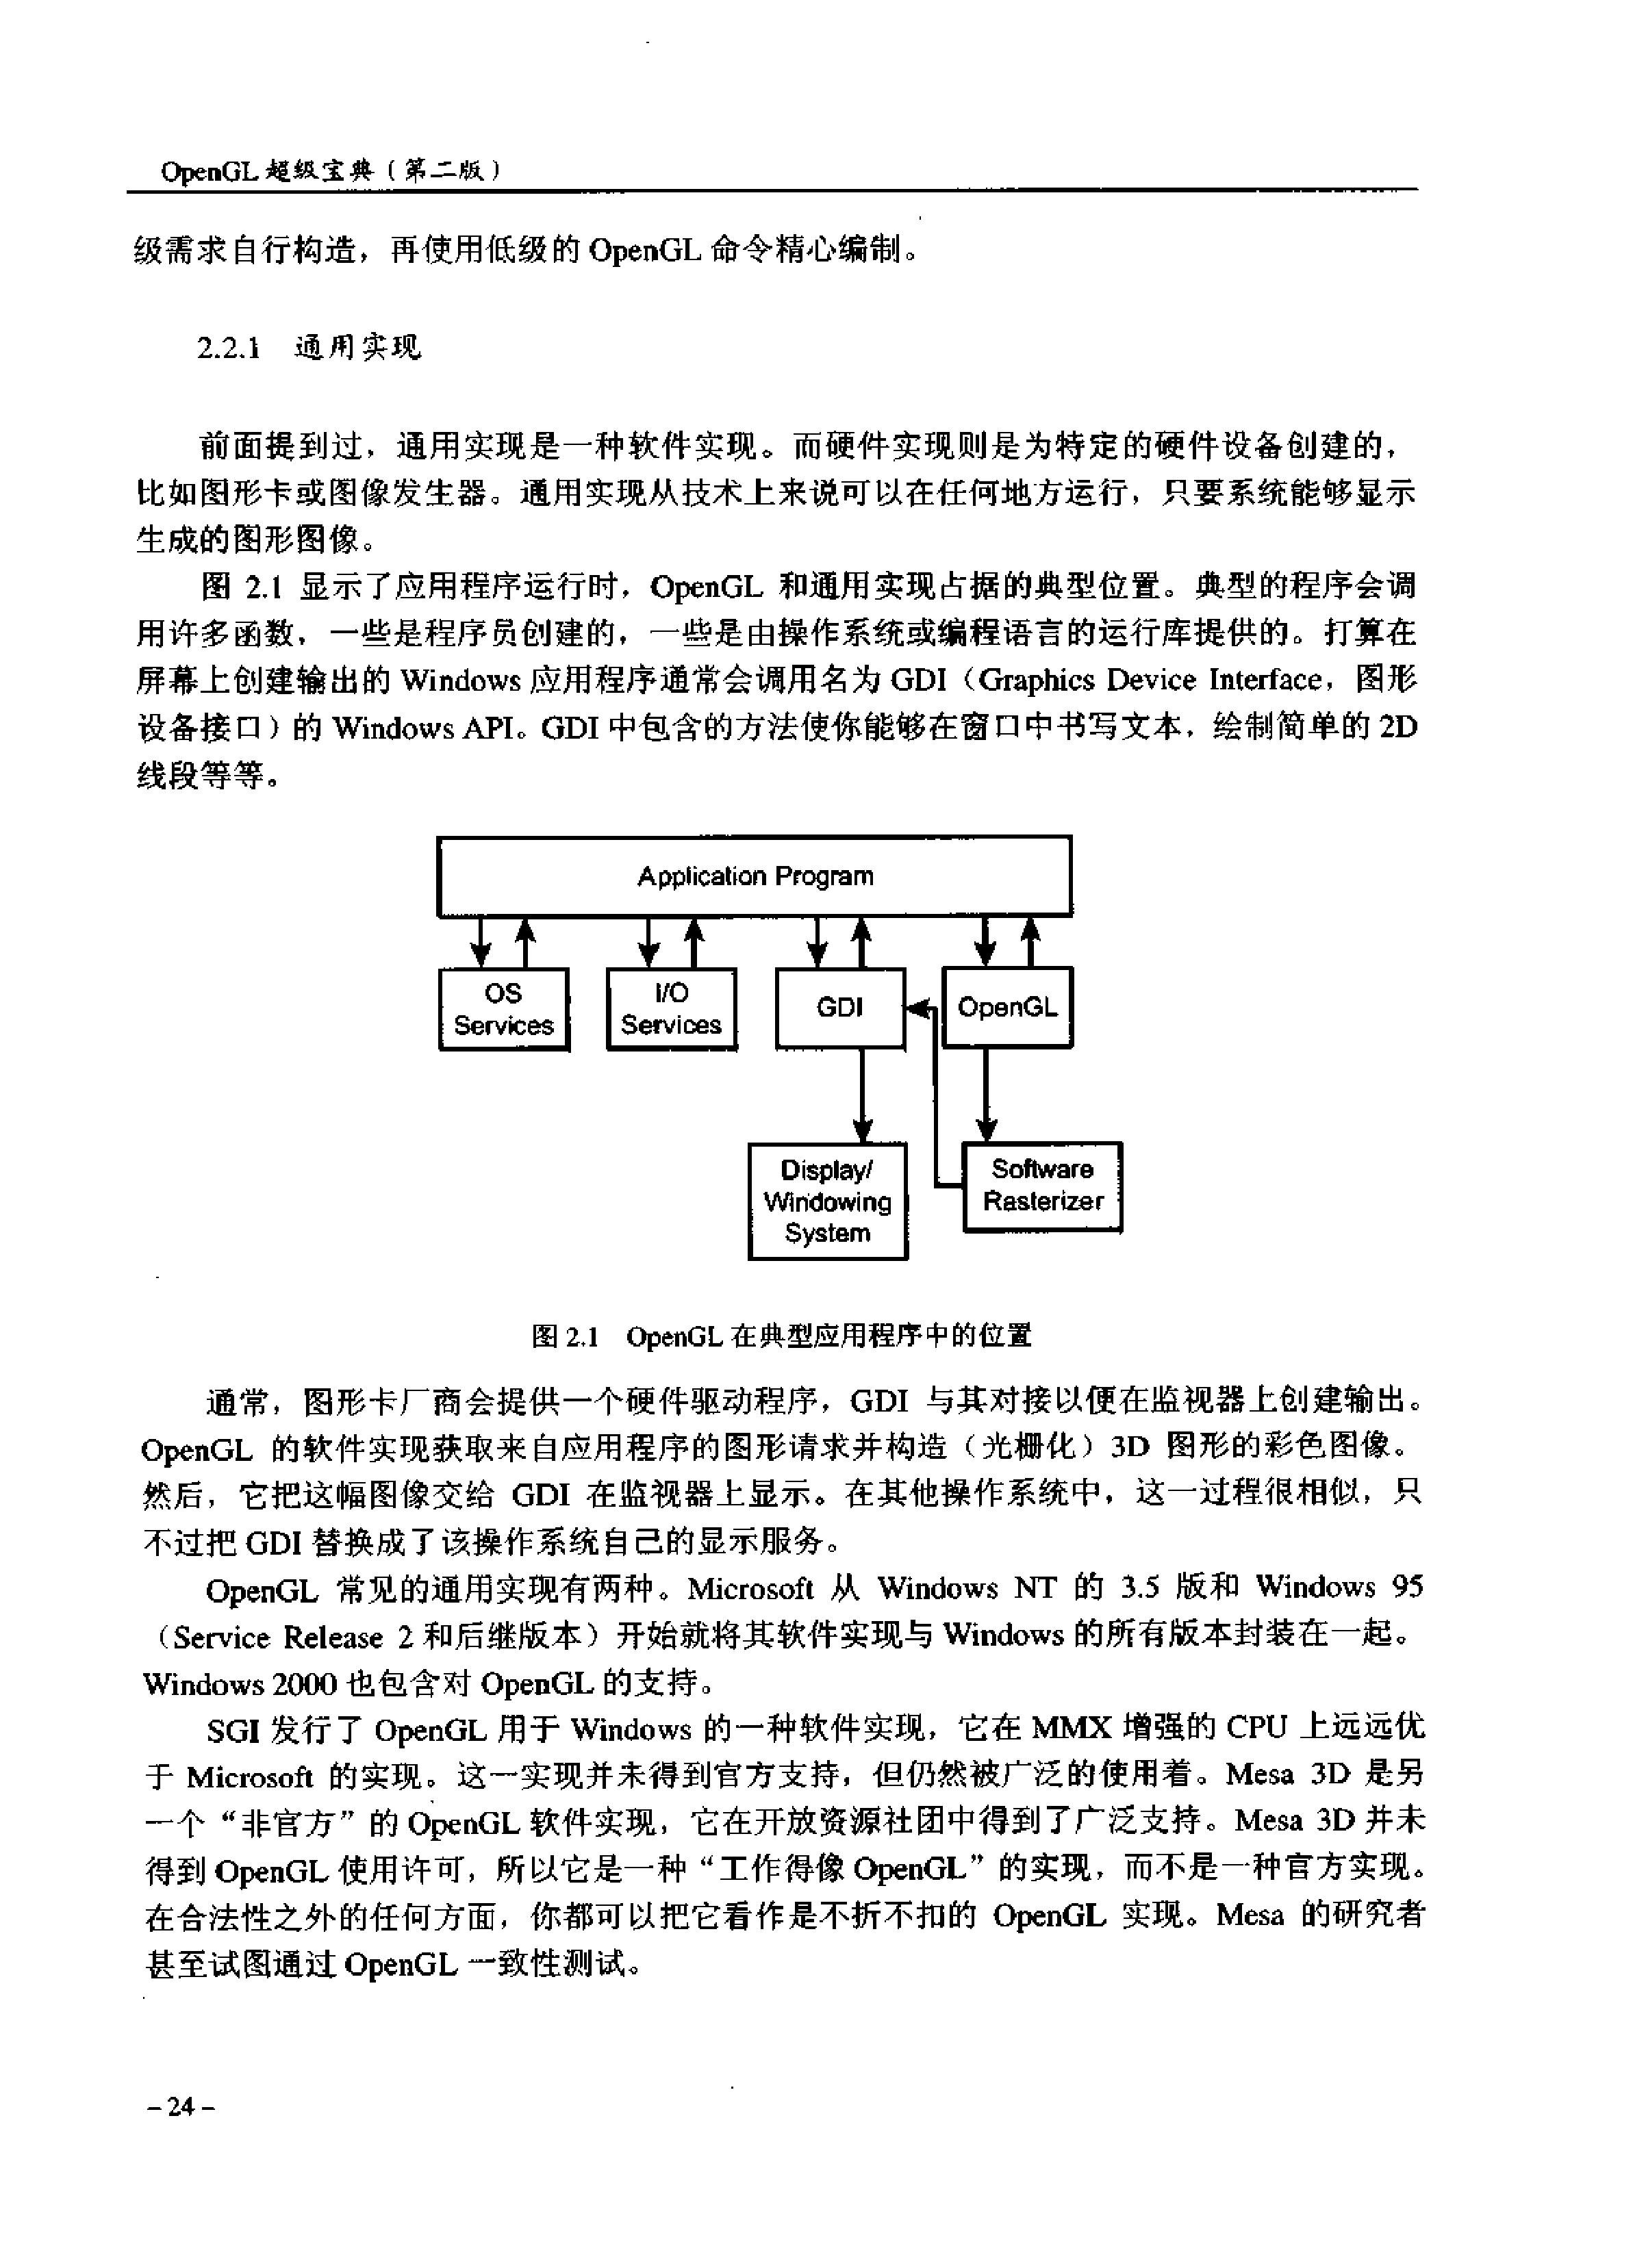 OpenGL 超级宝典（第二版）
级需求自行构造，再使用低级的 OpenGL 命令精心编制。
2.2.1 通用实现
前面提到过，通用实现是一种软件实现。而硬件实现则是为特定的硬件设备创建的，
比如图形卡或图像发生器。通用实现从技术上来说可以在任何地方运行，只要系统能够显示
生成的图形图像。
图 2.1 显示了应用程序运行时，OpenGL 和通用实现占据的典型位置。典型的程序会调
用许多函数，一些是程序员创建的，一些是由操作系统或编程语言的运行库提供的。打算在
屏幕上创建输出的 Windows 应用程序通常会调用名为 GDI（Graphics Device Interface，图形
设备接口）的 Windows API。GDI 中包含的方法使你能够在窗口中书写文本，绘制简单的 2D
线段等等。
Application Program
OS
Services
I/O
Services
GDI
OpenGL
Display/
Windowing
System
Software
Rasterizer
图 2.1 OpenGL 在典型应用程序中的位置
通常，图形卡厂商会提供一个硬件驱动程序，GDI 与其对接以便在监视器上创建输出。
OpenGL 的软件实现获取来自应用程序的图形请求并构造（光栅化）3D 图形的彩色图像。
然后，它把这幅图像交给 GDI 在监视器上显示。在其他操作系统中，这一过程很相似，只
不过把 GDI 替换成了该操作系统自己的显示服务。
OpenGL 常见的通用实现有两种。Microsoft 从 Windows NT 的 3.5 版和 Windows 95
（Service Release 2 和后继版本）开始就将其软件实现与 Windows 的所有版本封装在一起。
Windows 2000 也包含对 OpenGL 的支持。
SGI 发行了 OpenGL 用于 Windows 的一种软件实现，它在 MMX 增强的 CPU 上远远优
于 Microsoft 的实现。这一实现并未得到官方支持，但仍然被广泛的使用着。Mesa 3D 是另
一个“非官方”的 OpenGL 软件实现，它在开放资源社团中得到了广泛支持。Mesa 3D 并未
得到 OpenGL 使用许可，所以它是一种“工作得像 OpenGL”的实现，而不是一种官方实现。
在合法性之外的任何方面，你都可以把它看作是不折不扣的 OpenGL 实现。Mesa 的研究者
甚至试图通过 OpenGL 一致性测试。
– 24 –